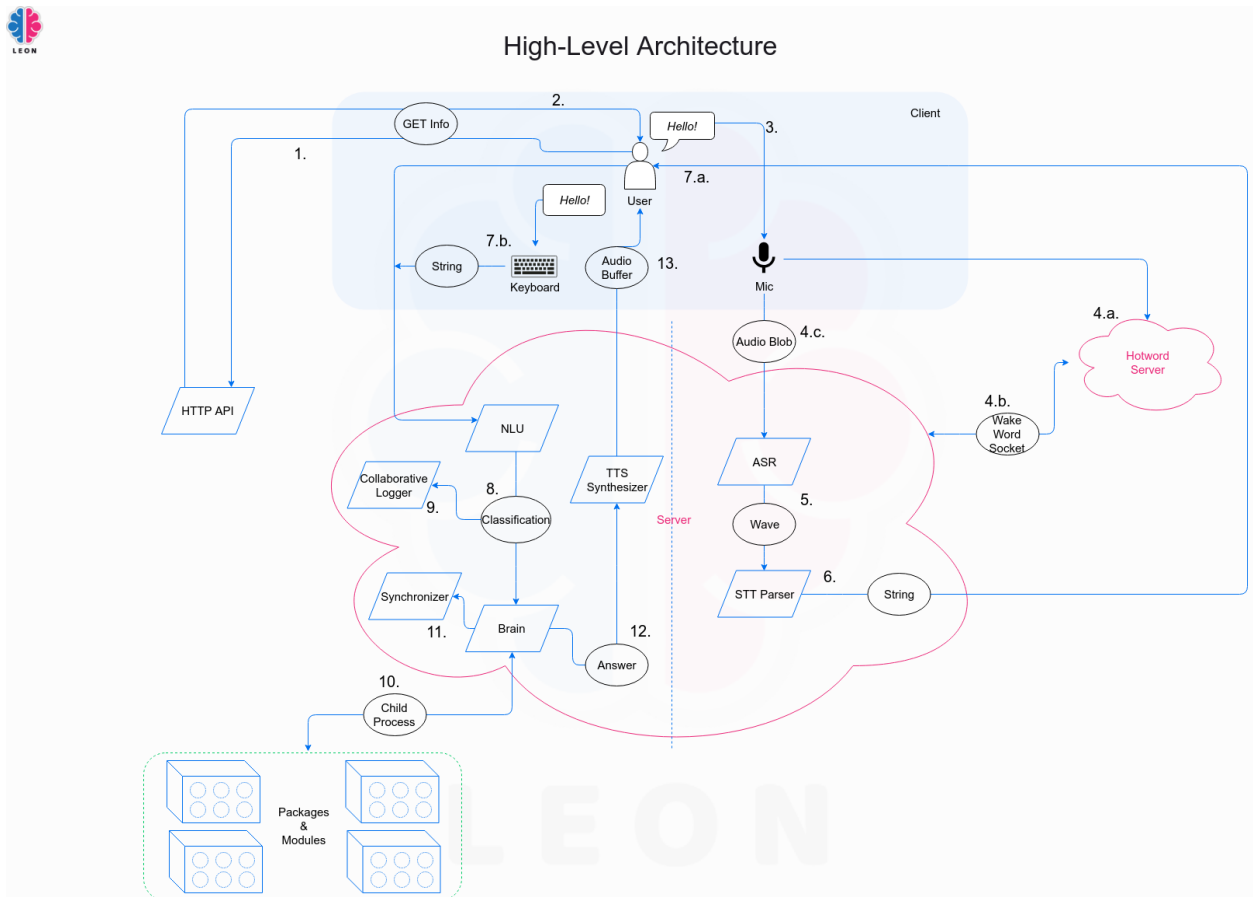 LEON
High-Level Architecture
Client
2.
GET Info
Hello!
3.
1.
User
7.a.
Hello!
7.b.
String
Keyboard
Audio
Buffer
13.
Mic
4.a.
Hotword
Server
Audio Blob
4.c.
4.b.
Wake
Word
Socket
HTTP API
NLU
ASR
Collaborative
Logger
9.
8.
Classification
TTS
Synthesizer
5.
Wave
Server
Synchronizer
11.
Brain
12.
Answer
STT Parser
6.
String
10.
Child
Process
Packages
&
Modules
LEON